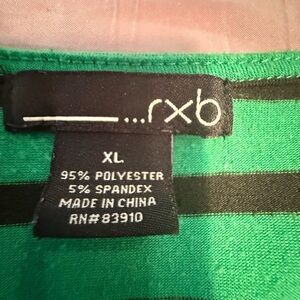 ...rxb
XL
95% POLYESTER
5% SPANDEX
MADE IN CHINA
RN#83910